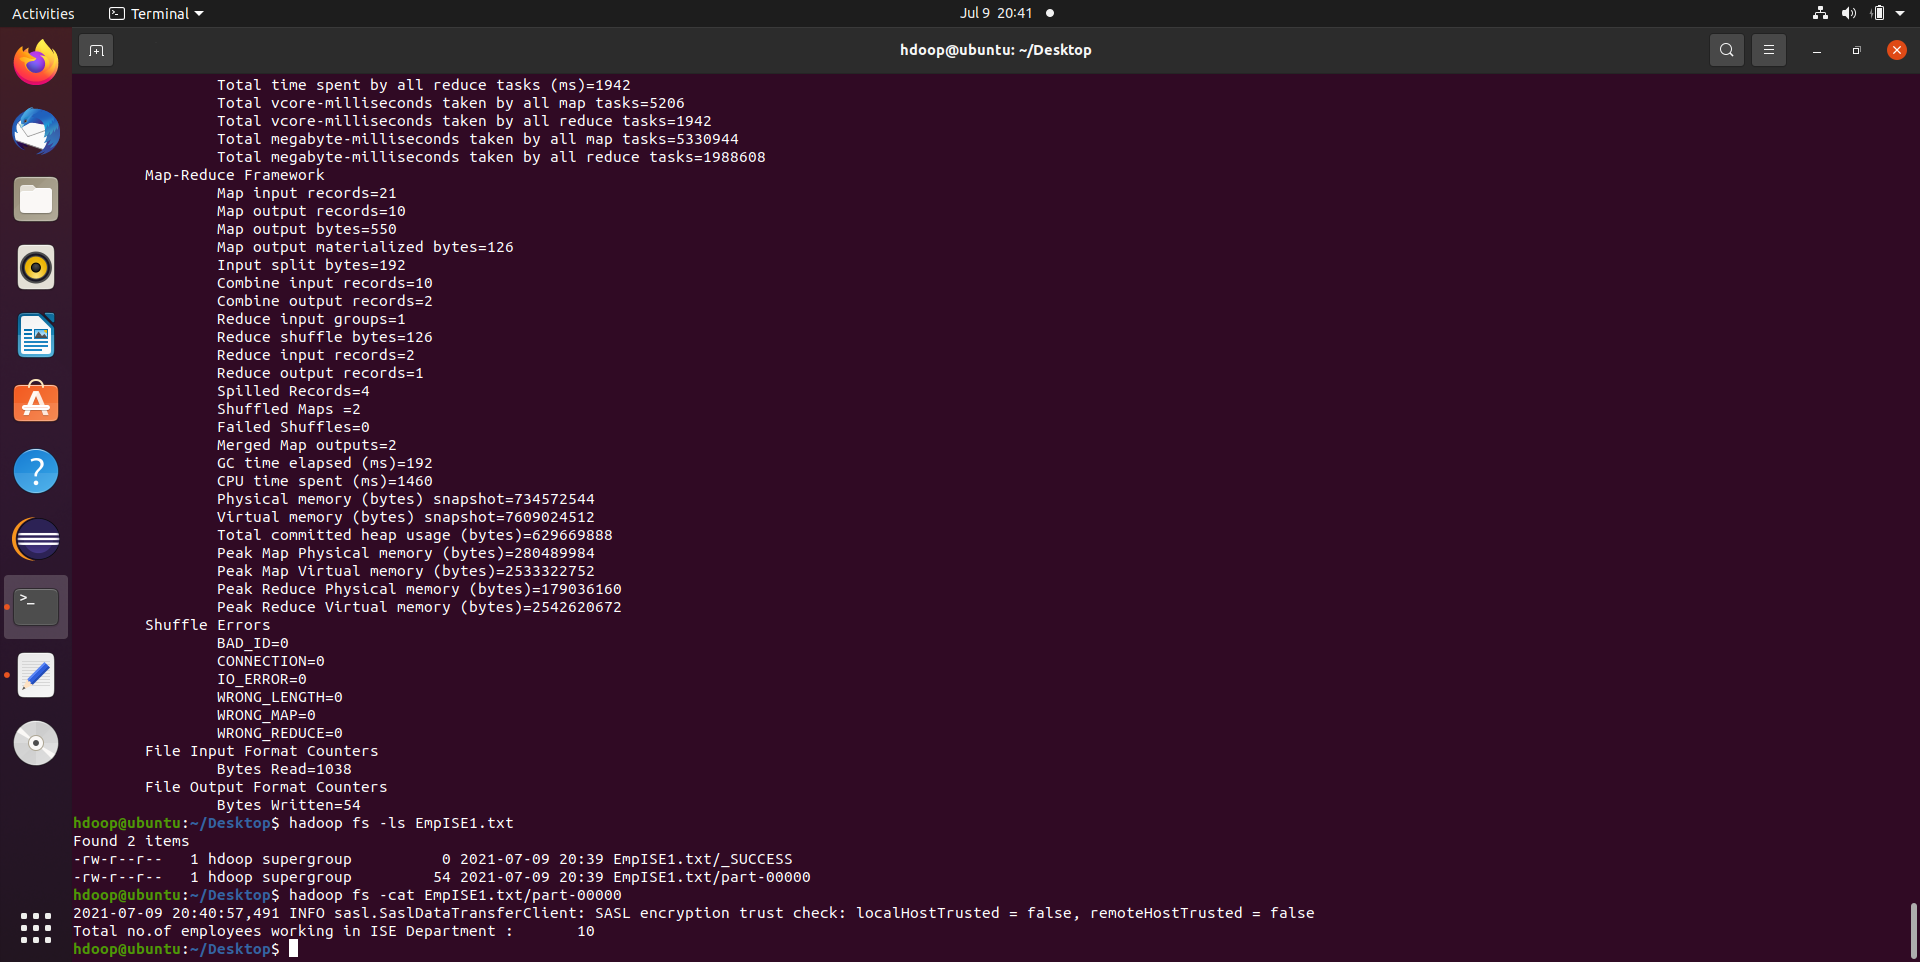 Activities
Terminal
Jul 9 20:41
hdoop@ubuntu: ~/Desktop
Total time spent by all reduce tasks (ms)=1942
Total vcore-milliseconds taken by all map tasks=5206
Total vcore-milliseconds taken by all reduce tasks=1942
Total megabyte-milliseconds taken by all map tasks=5330944
Total megabyte-milliseconds taken by all reduce tasks=1988608
Map-Reduce Framework
Map input records=21
Map output records=10
Map output bytes=550
Map output materialized bytes=126
Input split bytes=192
Combine input records=10
Combine output records=2
Reduce input groups=1
Reduce shuffle bytes=126
Reduce input records=2
Reduce output records=1
Spilled Records=4
Shuffled Maps =2
Failed Shuffles=0
Merged Map outputs=2
GC time elapsed (ms)=192
CPU time spent (ms)=1460
Physical memory (bytes) snapshot=734572544
Virtual memory (bytes) snapshot=7609024512
Total committed heap usage (bytes)=629669888
Peak Map Physical memory (bytes)=280489984
Peak Map Virtual memory (bytes)=2533322752
Peak Reduce Physical memory (bytes)=179036160
Peak Reduce Virtual memory (bytes)=2542620672
Shuffle Errors
BAD_ID=0
CONNECTION=0
IO_ERROR=0
WRONG_LENGTH=0
WRONG_MAP=0
WRONG_REDUCE=0
File Input Format Counters
Bytes Read=1038
File Output Format Counters
Bytes Written=54
hdoop@ubuntu:~/Desktop$ hadoop fs -ls EmpISE1.txt
Found 2 items
-rw-r--r--   1 hdoop supergroup          0 2021-07-09 20:39 EmpISE1.txt/_SUCCESS
-rw-r--r--   1 hdoop supergroup         54 2021-07-09 20:39 EmpISE1.txt/part-00000
hdoop@ubuntu:~/Desktop$ hadoop fs -cat EmpISE1.txt/part-00000
2021-07-09 20:40:57,491 INFO sasl.SaslDataTransferClient: SASL encryption trust check: localHostTrusted = false, remoteHostTrusted = false
Total no.of employees working in ISE Department :       10
hdoop@ubuntu:~/Desktop$